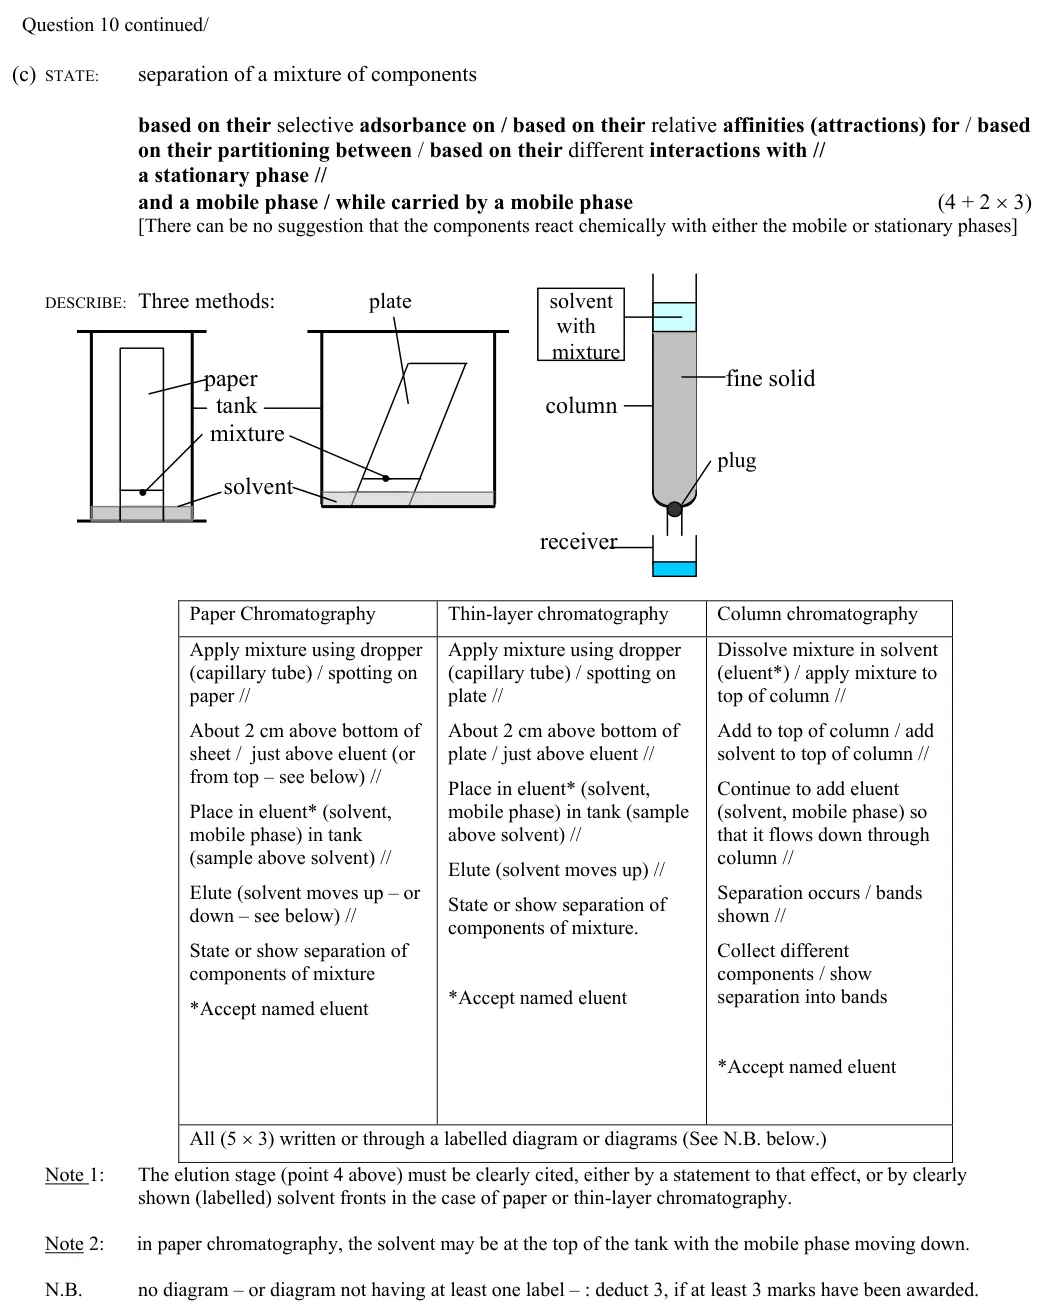 Question 10 continued/
(c) STATE: separation of a mixture of components
based on their selective adsorbance on / based on their relative affinities (attractions) for / based
on their partitioning between / based on their different interactions with //
a stationary phase //
and a mobile phase / while carried by a mobile phase (4 + 2 × 3)
[There can be no suggestion that the components react chemically with either the mobile or stationary phases]
DESCRIBE: Three methods:
plate
paper
tank
mixture
solvent
solvent
with
mixture
fine solid
column
plug
receiver
Paper Chromatography
Apply mixture using dropper
(capillary tube) / spotting on
paper //
About 2 cm above bottom of
sheet / just above eluent (or
from top – see below) //
Place in eluent* (solvent,
mobile phase) in tank
(sample above solvent) //
Elute (solvent moves up – or
down – see below) //
State or show separation of
components of mixture
*Accept named eluent
Thin-layer chromatography
Apply mixture using dropper
(capillary tube) / spotting on
plate //
About 2 cm above bottom of
plate / just above eluent //
Place in eluent* (solvent,
mobile phase) in tank (sample
above solvent) //
Elute (solvent moves up) //
State or show separation of
components of mixture.
*Accept named eluent
Column chromatography
Dissolve mixture in solvent
(eluent*) / apply mixture to
top of column //
Add to top of column / add
solvent to top of column //
Continue to add eluent
(solvent, mobile phase) so
that it flows down through
column //
Separation occurs / bands
shown //
Collect different
components / show
separation into bands
*Accept named eluent
All (5 × 3) written or through a labelled diagram or diagrams (See N.B. below.)
Note 1: The elution stage (point 4 above) must be clearly cited, either by a statement to that effect, or by clearly
shown (labelled) solvent fronts in the case of paper or thin-layer chromatography.
Note 2: in paper chromatography, the solvent may be at the top of the tank with the mobile phase moving down.
N.B. no diagram – or diagram not having at least one label – : deduct 3, if at least 3 marks have been awarded.